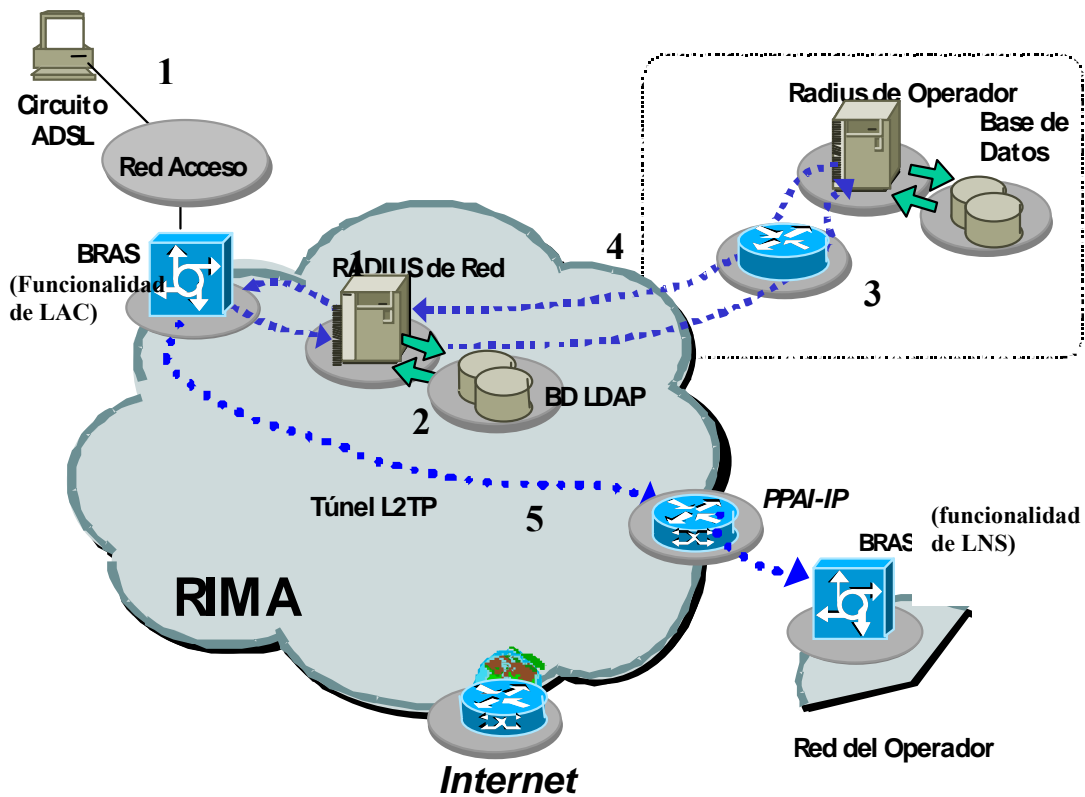 1
Circuito
ADSL
Red Acceso
BRAS
(Funcionalidad
de LAC)
1
RADIUS de Red
2
BD LDAP
4
Radius de Operador
Base de
Datos
3
Túnel L2TP
5
PPAI-IP
BRAS
(funcionalidad
de LNS)
RIMA
Internet
Red del Operador